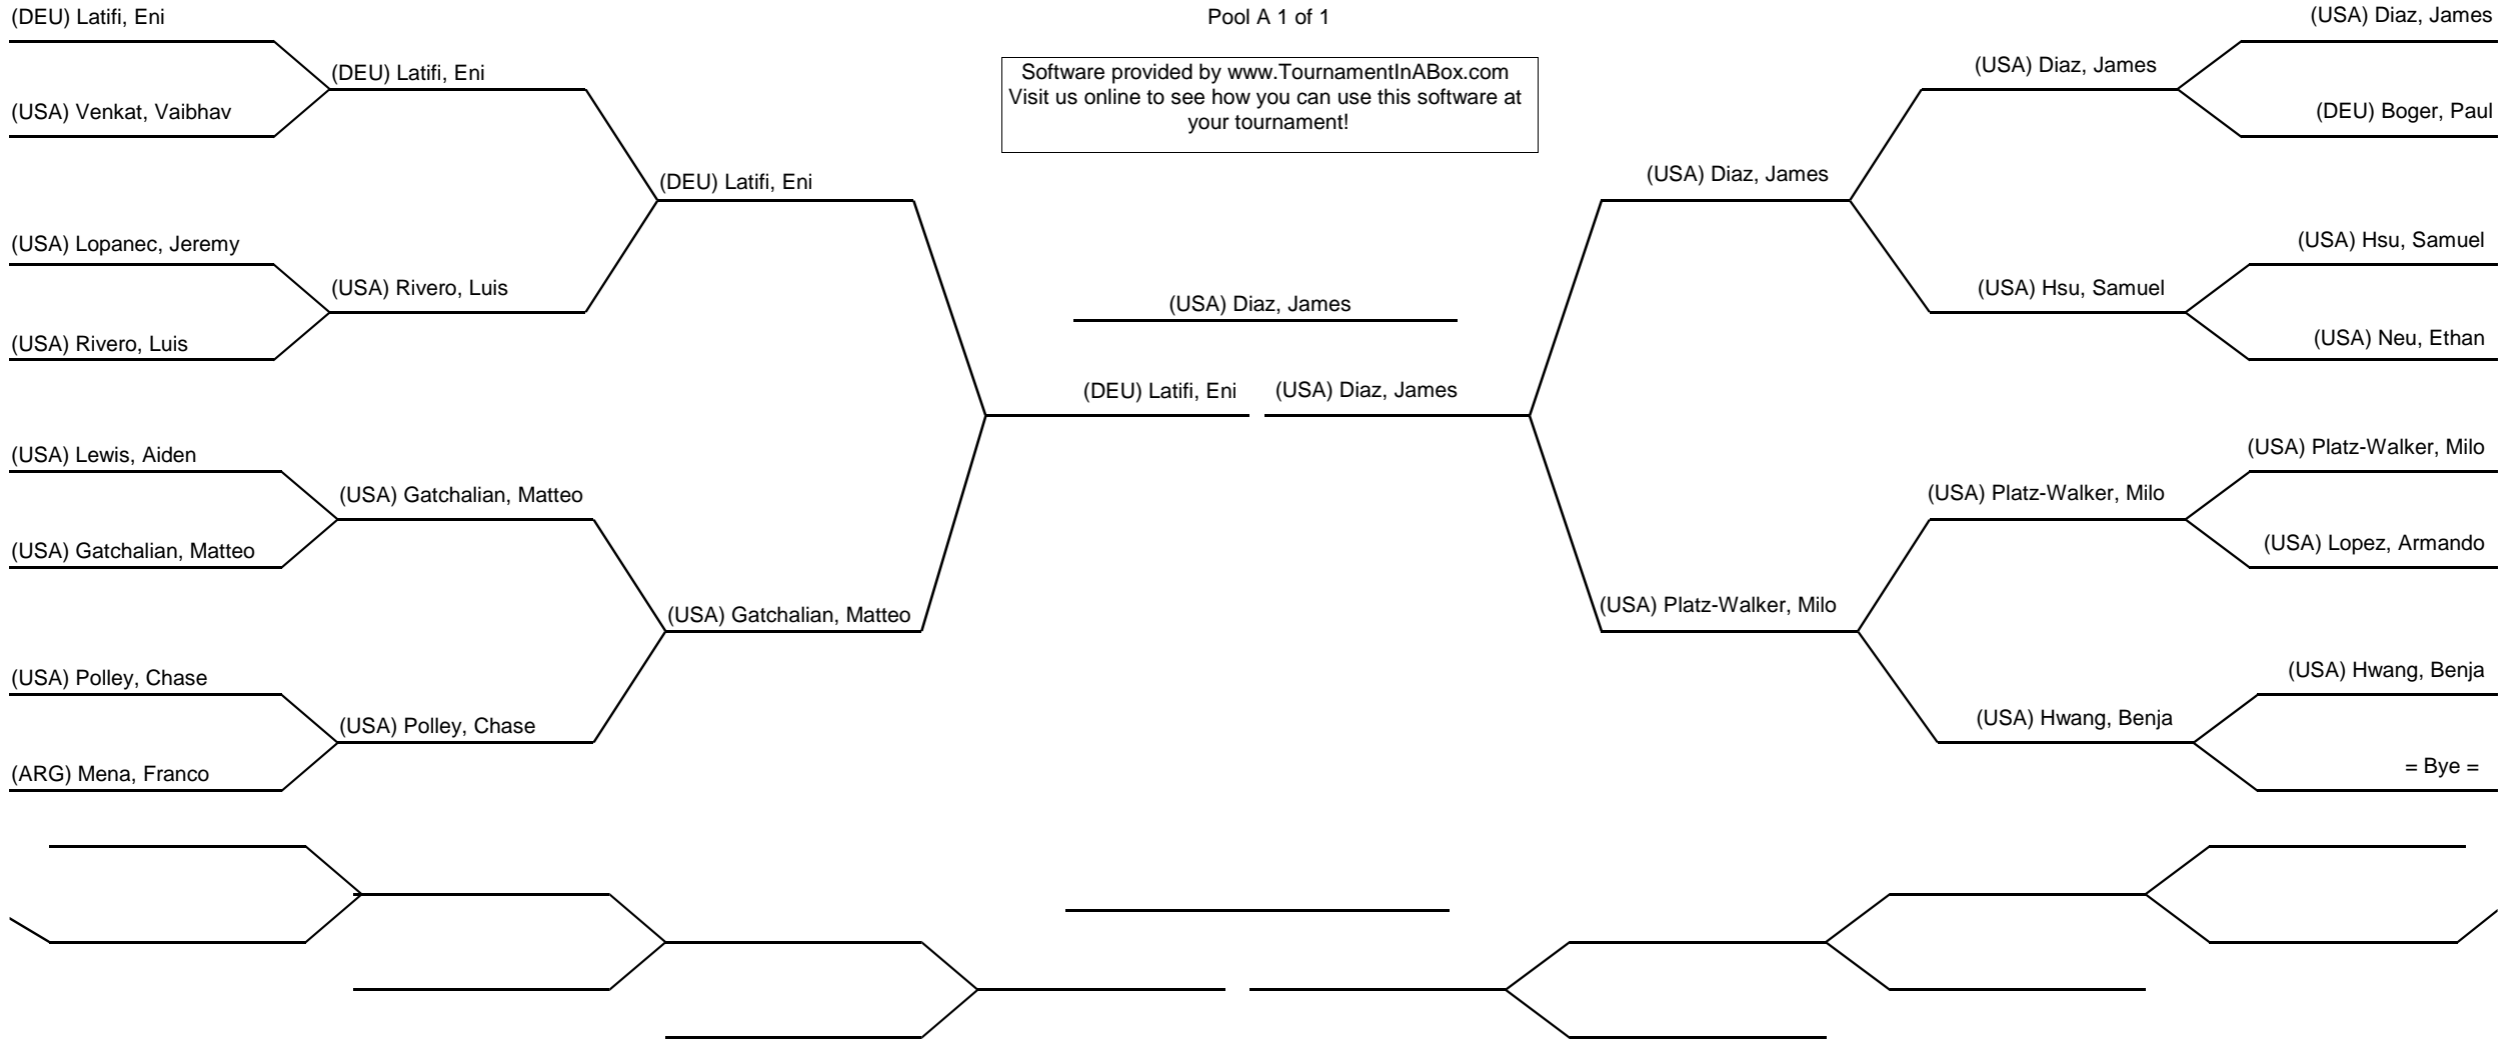 (DEU) Latifi, Eni
(USA) Venkat, Vaibhav
(USA) Lopanec, Jeremy
(USA) Rivero, Luis
(USA) Lewis, Aiden
(USA) Gatchalian, Matteo
(USA) Polley, Chase
(ARG) Mena, Franco
(DEU) Latifi, Eni
(USA) Rivero, Luis
(USA) Gatchalian, Matteo
(USA) Polley, Chase
(DEU) Latifi, Eni
(USA) Gatchalian, Matteo
Pool A 1 of 1
Software provided by www.TournamentInABox.com
Visit us online to see how you can use this software at
your tournament!
(USA) Diaz, James
(DEU) Latifi, Eni
(USA) Diaz, James
(USA) Diaz, James
(USA) Platz-Walker, Milo
(USA) Diaz, James
(USA) Hsu, Samuel
(USA) Platz-Walker, Milo
(USA) Hwang, Benja
(USA) Diaz, James
(DEU) Boger, Paul
(USA) Hsu, Samuel
(USA) Neu, Ethan
(USA) Platz-Walker, Milo
(USA) Lopez, Armando
(USA) Hwang, Benja
= Bye =